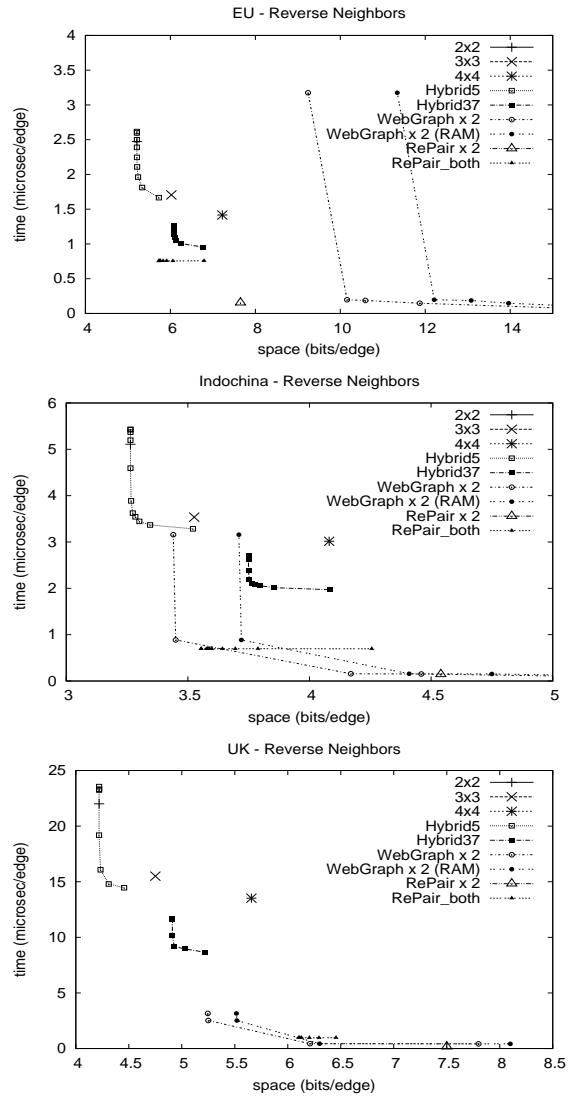 EU - Reverse Neighbors
4
3.5
3
2.5
2
1.5
1
0.5
0
time (microsec/edge)
2x2
3x3
4x4
Hybrid5
Hybrid37
WebGraph x 2
WebGraph x 2 (RAM)
RePair x 2
RePair_both
4 6 8 10 12 14
space (bits/edge)
Indochina - Reverse Neighbors
6
5
4
3
2
1
0
time (microsec/edge)
2x2
3x3
4x4
Hybrid5
Hybrid37
WebGraph x 2
WebGraph x 2 (RAM)
RePair x 2
RePair_both
3 3.5 4 4.5 5
space (bits/edge)
UK - Reverse Neighbors
25
20
15
10
5
0
time (microsec/edge)
2x2
3x3
4x4
Hybrid5
Hybrid37
WebGraph x 2
WebGraph x 2 (RAM)
RePair x 2
RePair_both
4 4.5 5 5.5 6 6.5 7 7.5 8 8.5
space (bits/edge)